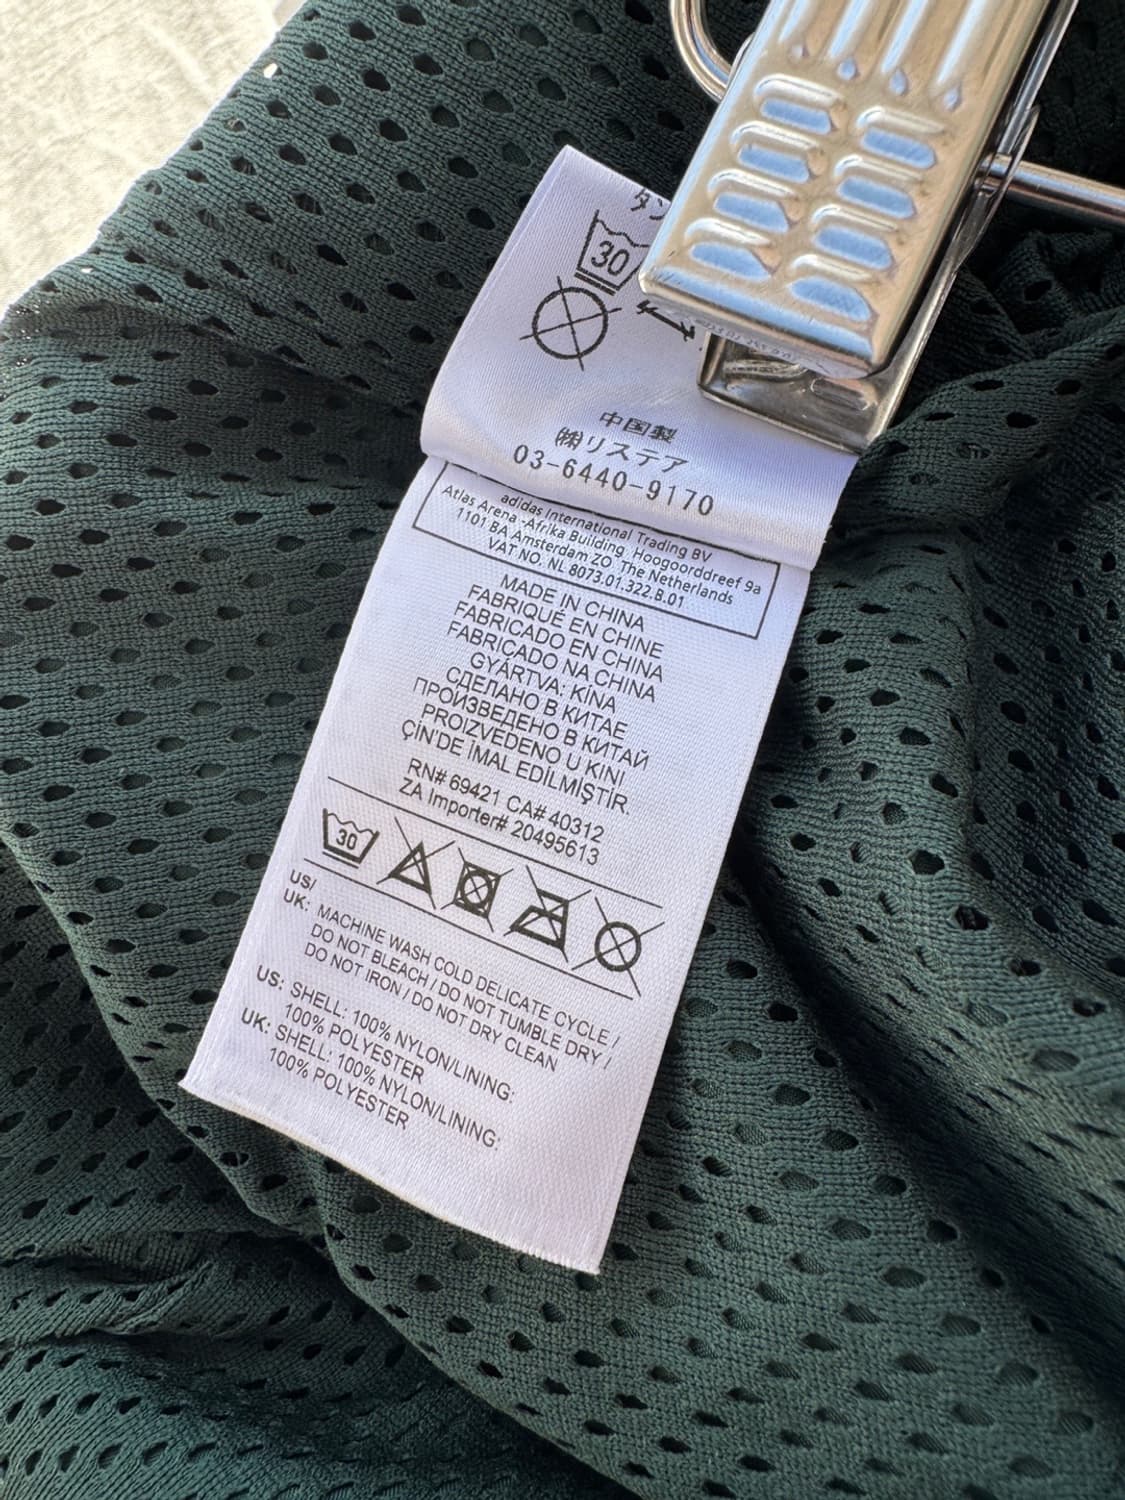 30
中国製
㈱リステア
03-6440-9170
adidas International Trading BV
Atlas Arena -Afrika Building Hoogoorddreef 9a
1101 BA Amsterdam ZO The Netherlands
VAT NO. NL 8073.01.322.B.01
MADE IN CHINA
FABRIQUÉ EN CHINE
FABRICADO EN CHINA
FABRICADO NA CHINA
GYÁRTVA: KÍNA
СДЕЛАНО В КИТАЕ
ПРОИЗВЕДЕНО В КИТАЙ
PROIZVEDENO U KINI
ÇİN'DE İMAL EDİLMİŞTİR.
RN# 69421 CA# 40312
ZA Importer# 20495613
30
US/
UK: MACHINE WASH COLD DELICATE CYCLE /
DO NOT BLEACH / DO NOT TUMBLE DRY /
DO NOT IRON / DO NOT DRY CLEAN
US: SHELL: 100% NYLON/LINING:
100% POLYESTER
UK: SHELL: 100% NYLON/LINING:
100% POLYESTER